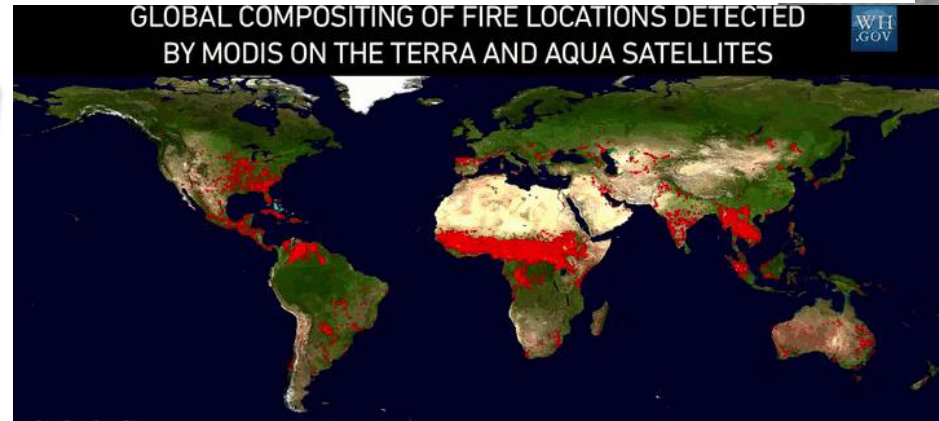 GLOBAL COMPOSITING OF FIRE LOCATIONS DETECTED
BY MODIS ON THE TERRA AND AQUA SATELLITES
WH
.GOV